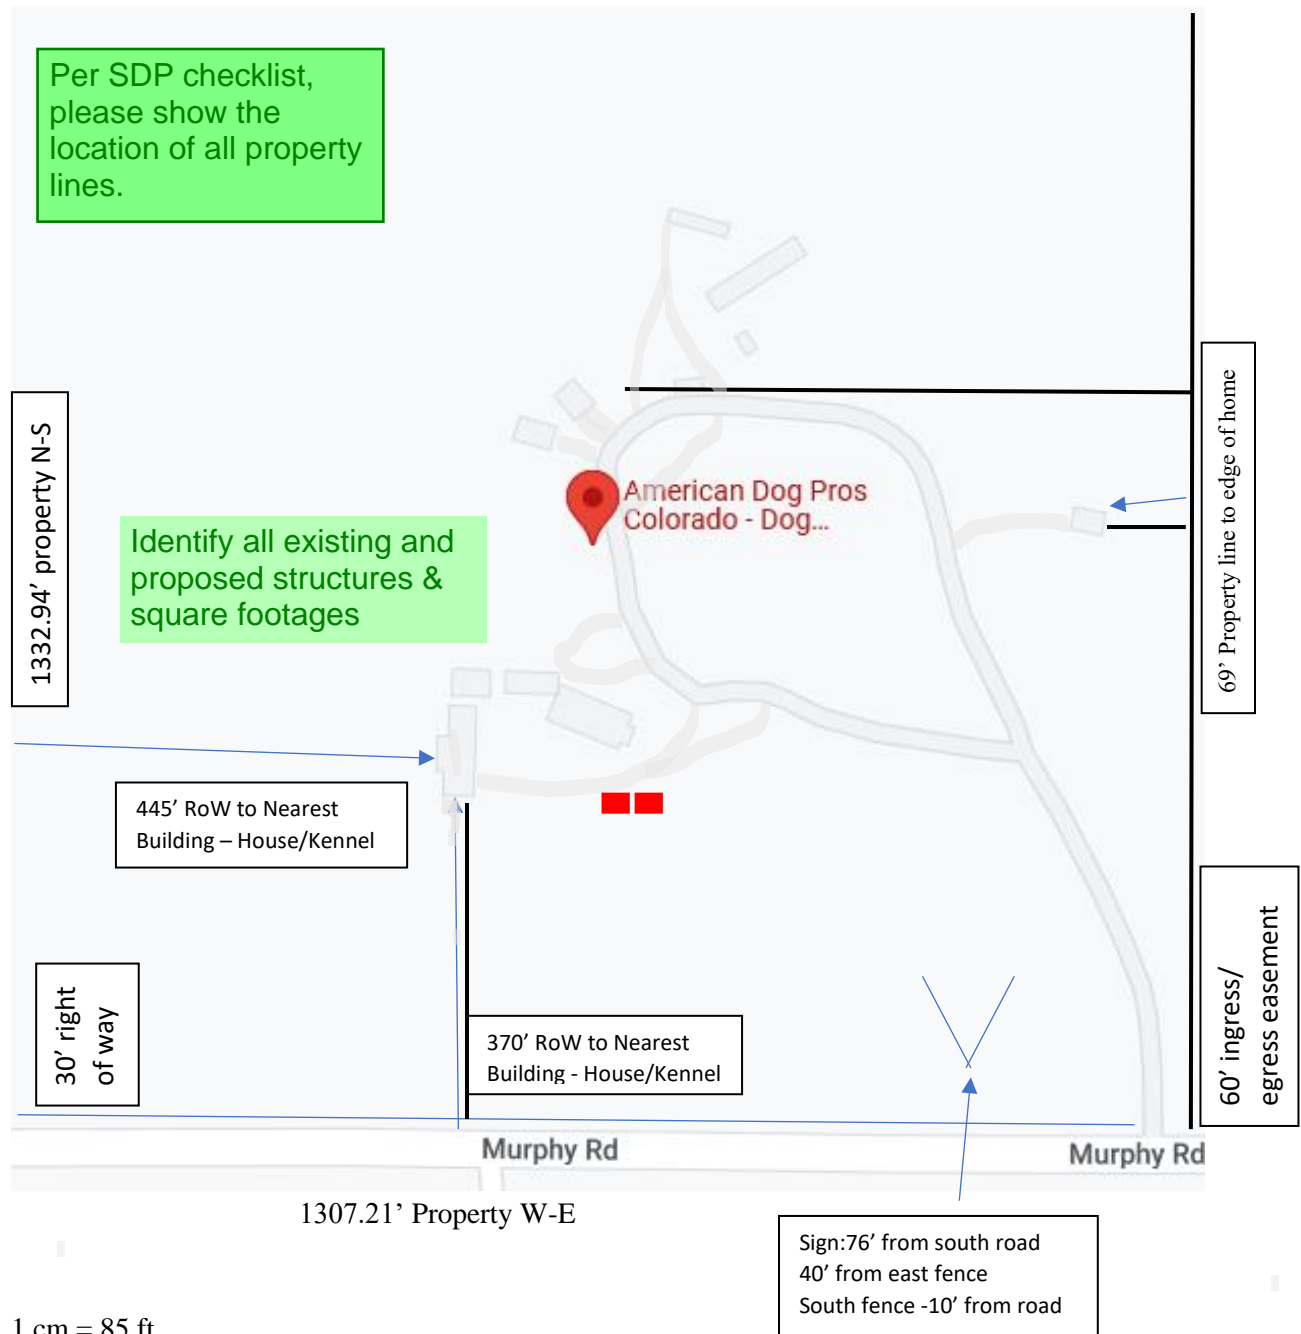 Per SDP checklist,
please show the
location of all property
lines.
1332.94’ property N-S
69’ Property line to edge of home
American Dog Pros
Colorado - Dog...
Identify all existing and
proposed structures &
square footages
445’ RoW to Nearest
Building – House/Kennel
30’ right
of way
370’ RoW to Nearest
Building - House/Kennel
60’ ingress/
egress easement
Murphy Rd
Murphy Rd
1307.21’ Property W-E
Sign:76’ from south road
40’ from east fence
South fence -10’ from road
1 cm = 85 ft